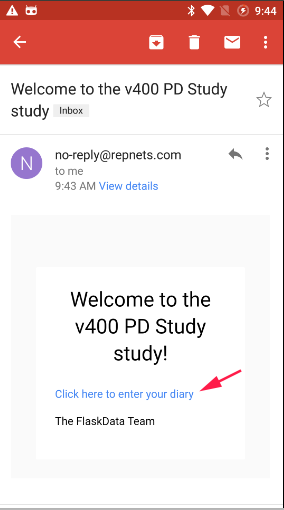 9:44
Welcome to the v400 PD Study
study Inbox
N
no-reply@repnets.com
to me
9:43 AM View details
Welcome to the
v400 PD Study
study!
Click here to enter your diary
The FlaskData Team